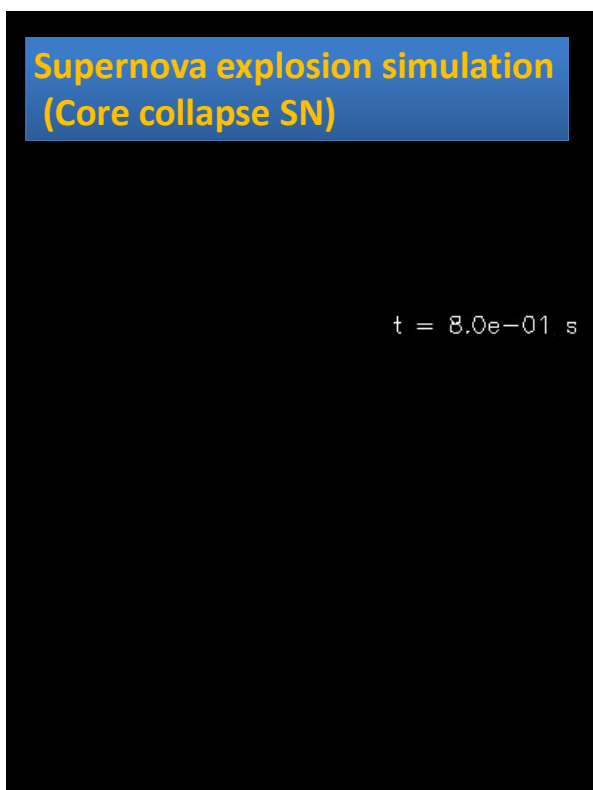 Supernova explosion simulation
(Core collapse SN)
t = 8.0e−01 s